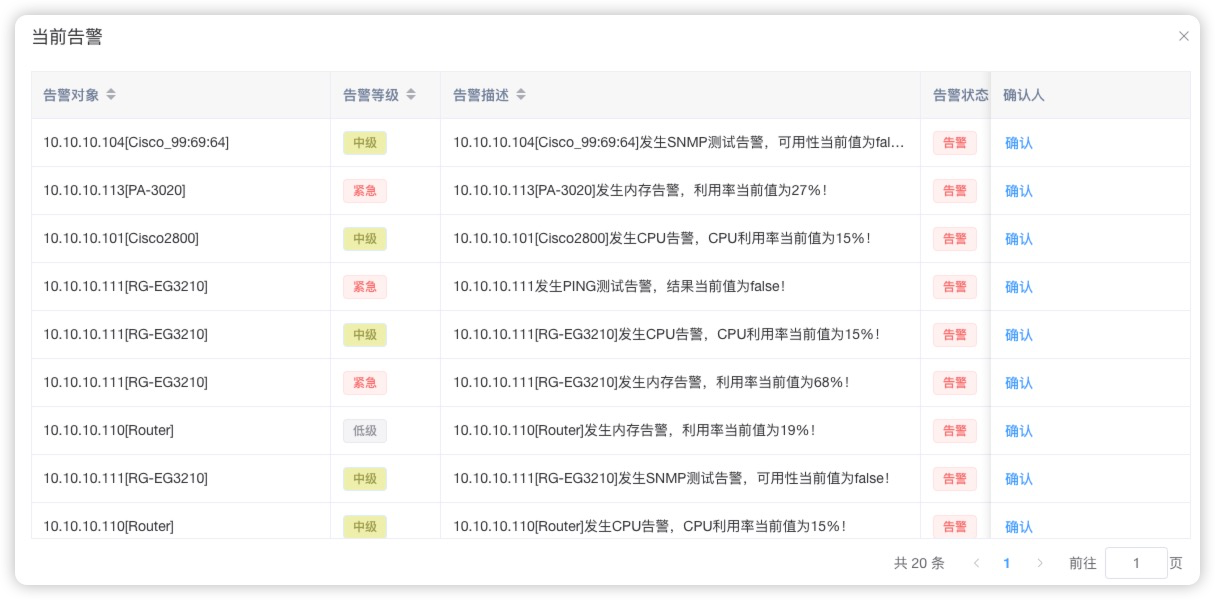 当前告警
告警对象 告警等级 告警描述 告警状态 确认人
10.10.10.104[Cisco_99:69:64] 中级 10.10.10.104[Cisco_99:69:64]发生SNMP测试告警，可用性当前值为fal... 告警 确认
10.10.10.113[PA-3020] 紧急 10.10.10.113[PA-3020]发生内存告警，利用率当前值为27%！ 告警 确认
10.10.10.101[Cisco2800] 中级 10.10.10.101[Cisco2800]发生CPU告警，CPU利用率当前值为15%！ 告警 确认
10.10.10.111[RG-EG3210] 紧急 10.10.10.111发生PING测试告警，结果当前值为false！ 告警 确认
10.10.10.111[RG-EG3210] 中级 10.10.10.111[RG-EG3210]发生CPU告警，CPU利用率当前值为15%！ 告警 确认
10.10.10.111[RG-EG3210] 紧急 10.10.10.111[RG-EG3210]发生内存告警，利用率当前值为68%！ 告警 确认
10.10.10.110[Router] 低级 10.10.10.110[Router]发生内存告警，利用率当前值为19%！ 告警 确认
10.10.10.111[RG-EG3210] 中级 10.10.10.111[RG-EG3210]发生SNMP测试告警，可用性当前值为false！ 告警 确认
10.10.10.110[Router] 中级 10.10.10.110[Router]发生CPU告警，CPU利用率当前值为15%！ 告警 确认
共 20 条 1 前往 1 页